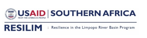 USAID | SOUTHERN AFRICA
RESILIM | Resilience in the Limpopo River Basin Program